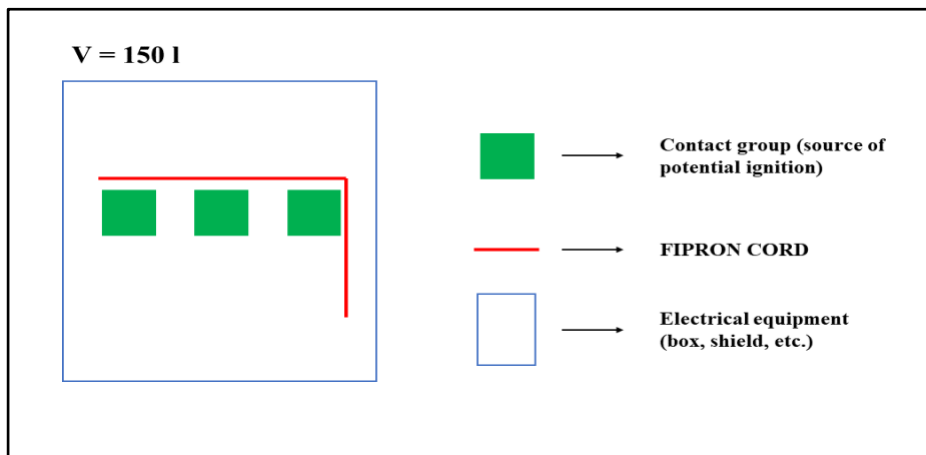 V = 150 l
Contact group (source of
potential ignition)
FIPRON CORD
Electrical equipment
(box, shield, etc.)